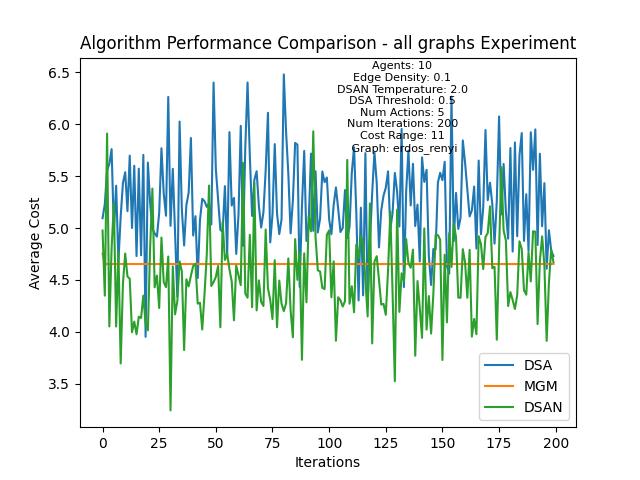 Algorithm Performance Comparison - all graphs Experiment
Agents: 10
Edge Density: 0.1
DSAN Temperature: 2.0
DSA Threshold: 0.5
Num Actions: 5
Num Iterations: 200
Cost Range: 11
Graph: erdos_renyi
6.5
6.0
5.5
5.0
4.5
4.0
3.5
Average Cost
DSA
MGM
DSAN
0
25
50
75
100
125
150
175
200
Iterations